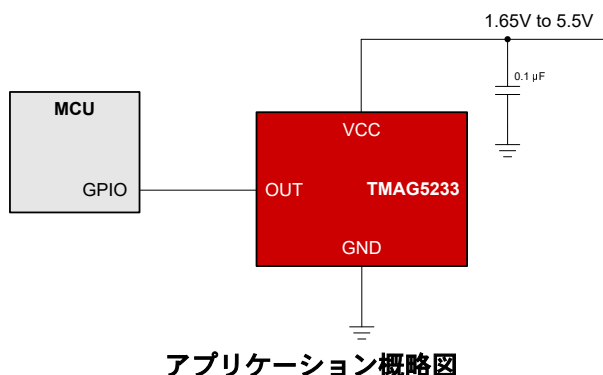 1.65V to 5.5V
0.1 µF
MCU
VCC
GPIO
OUT
TMAG5233
GND
アプリケーション概略図